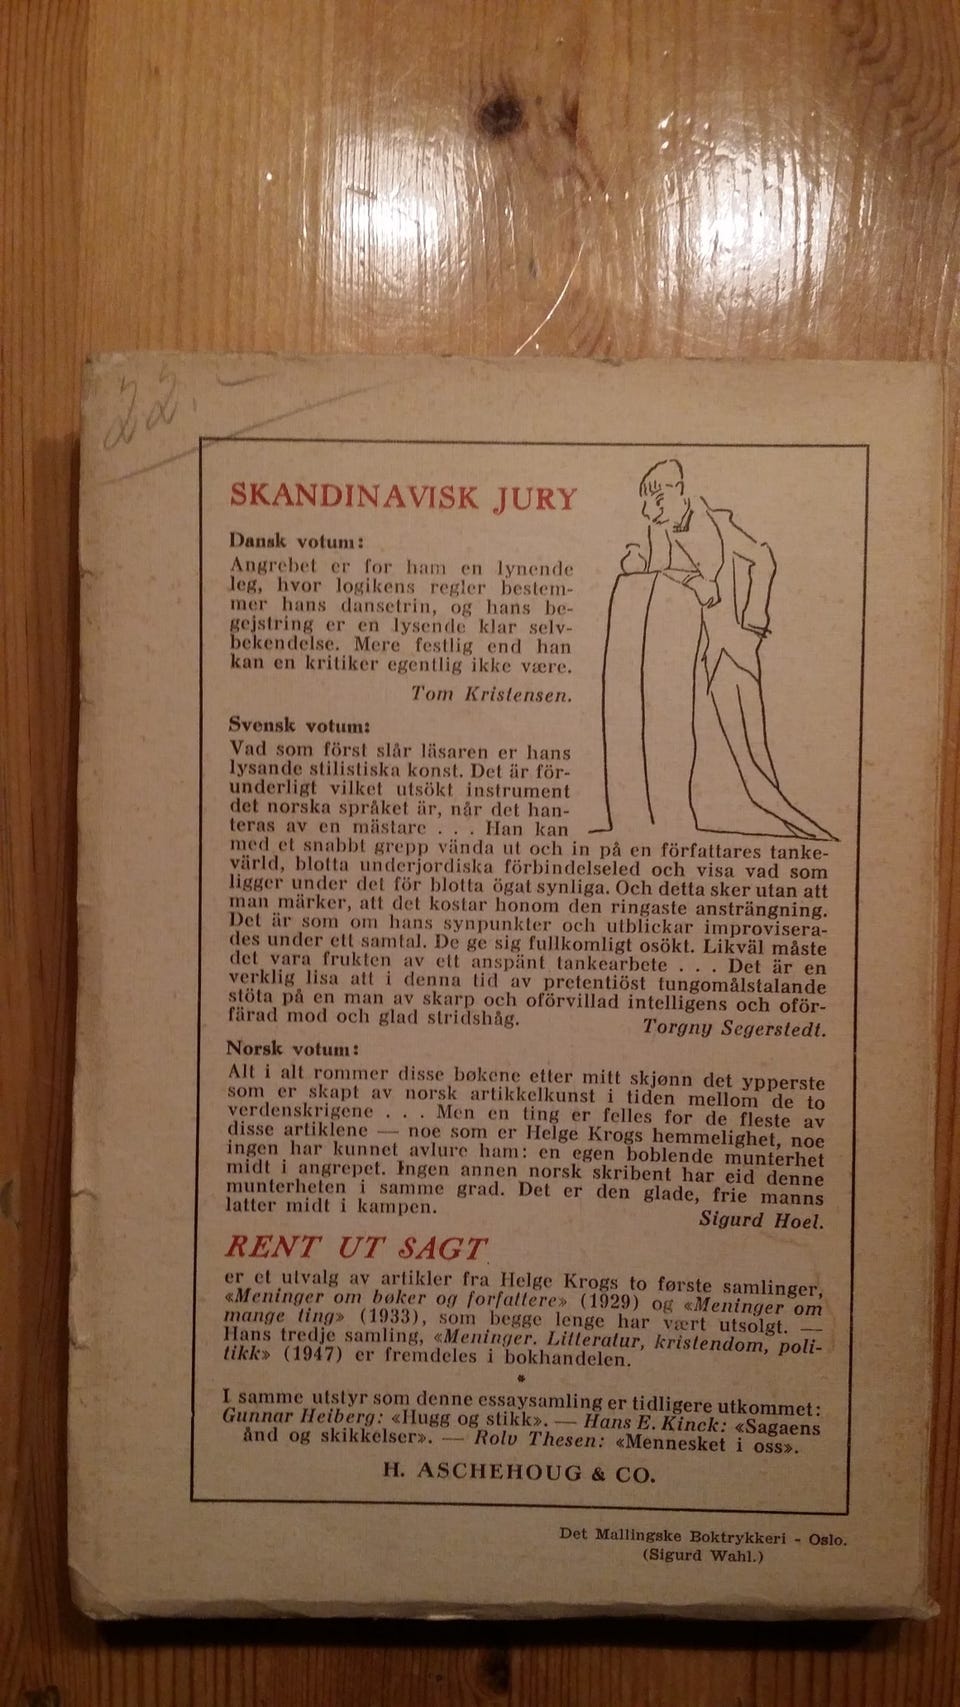 22.-
SKANDINAVISK JURY
Dansk votum:
Angrebet er for ham en lynende
leg, hvor logikens regler bestem-
mer hans dansetrin, og hans be-
gejstring er en lysende klar selv-
bekendelse. Mere festlig end han
kan en kritiker egentlig ikke være.
Tom Kristensen.
Svensk votum:
Vad som först slår läsaren er hans
lysande stilistiska konst. Det är för-
underligt vilket utsökt instrument
det norska språket är, når det han-
teras av en mästare . . . Han kan
med et snabbt grepp vända ut och in på en författares tanke-
värld, blotta underjordiska förbindelseled och visa vad som
ligger under det för blotta ögat synliga. Och detta sker utan att
man märker, att det kostar honom den ringaste ansträngning.
Det är som om hans synpunkter och utblickar improvisera-
des under ett samtal. De ge sig fullkomligt osökt. Likväl måste
det vara frukten av ett anspänt tankearbete . . . Det är en
verklig lisa att i denna tid av pretentiöst tungomålstalande
stöta på en man av skarp och oförvillad intelligens och oför-
färad mod och glad stridshåg.
Torgny Segerstedt.
Norsk votum:
Alt i alt rommer disse bøkene etter mitt skjønn det ypperste
som er skapt av norsk artikkelkunst i tiden mellom de to
verdenskrigene . . . Men en ting er felles for de fleste av
disse artiklene — noe som er Helge Krogs hemmelighet, noe
ingen har kunnet avlure ham: en egen boblende munterhet
midt i angrepet. Ingen annen norsk skribent har eid denne
munterheten i samme grad. Det er den glade, frie manns
latter midt i kampen.
Sigurd Hoel.
RENT UT SAGT
er et utvalg av artikler fra Helge Krogs to første samlinger,
«Meninger om bøker og forfattere» (1929) og «Meninger om
mange ting» (1933), som begge lenge har vært utsolgt. —
Hans tredje samling, «Meninger. Litteratur, kristendom, poli-
tikk» (1947) er fremdeles i bokhandelen.
*
I samme utstyr som denne essaysamling er tidligere utkommet:
Gunnar Heiberg: «Hugg og stikk». — Hans E. Kinck: «Sagaens
ånd og skikkelser». — Rolv Thesen: «Mennesket i oss».
H. ASCHEHOUG & CO.
Det Mallingske Boktrykkeri - Oslo.
(Sigurd Wahl.)